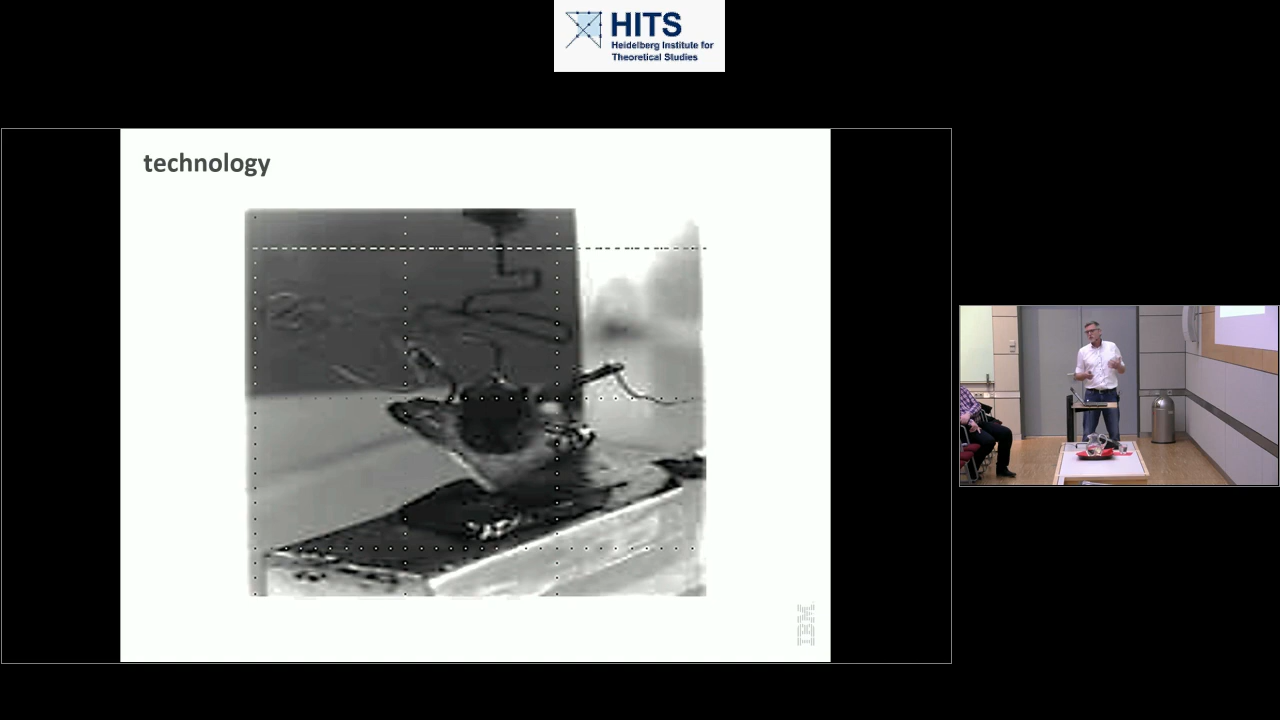 HITS
Heidelberg Institute for
Theoretical Studies
technology
IBM